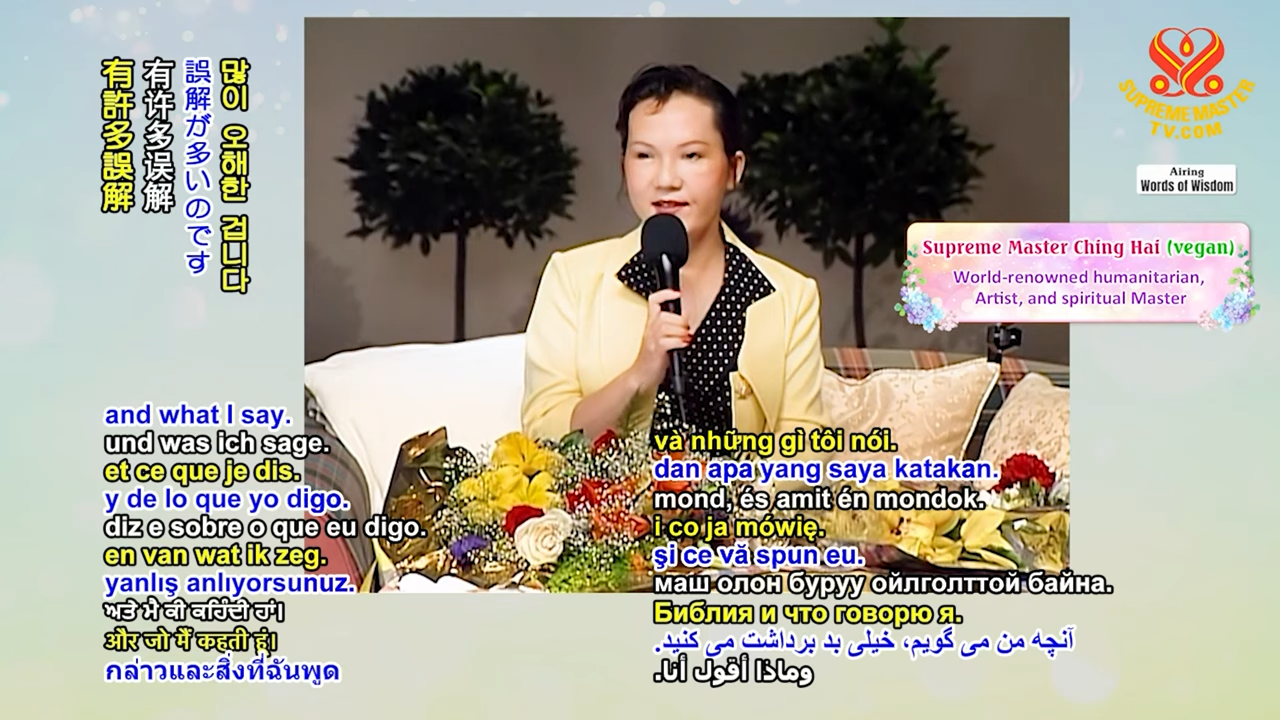 有許多誤解
有许多误解
誤解が多いのです
많이 오해한 겁니다
SUPREME MASTER
TV.COM
Airing
Words of Wisdom
Supreme Master Ching Hai (vegan)
World-renowned humanitarian,
Artist, and spiritual Master
and what I say.
und was ich sage.
et ce que je dis.
y de lo que yo digo.
diz e sobre o que eu digo.
en van wat ik zeg.
yanlış anlıyorsunuz.
ਅਤੇ ਮੈਂ ਕੀ ਕਹਿੰਦੀ ਹਾਂ।
और जो मैं कहती हूं।
กล่าวและสิ่งที่ฉันพูด
và những gì tôi nói.
dan apa yang saya katakan.
mond, és amit én mondok.
i co ja mówię.
şi ce vă spun eu.
маш олон буруу ойлголттой байна.
Библия и что говорю я.
آنچه من می گویم، خیلی بد برداشت می کنید.
وماذا أقول أنا.